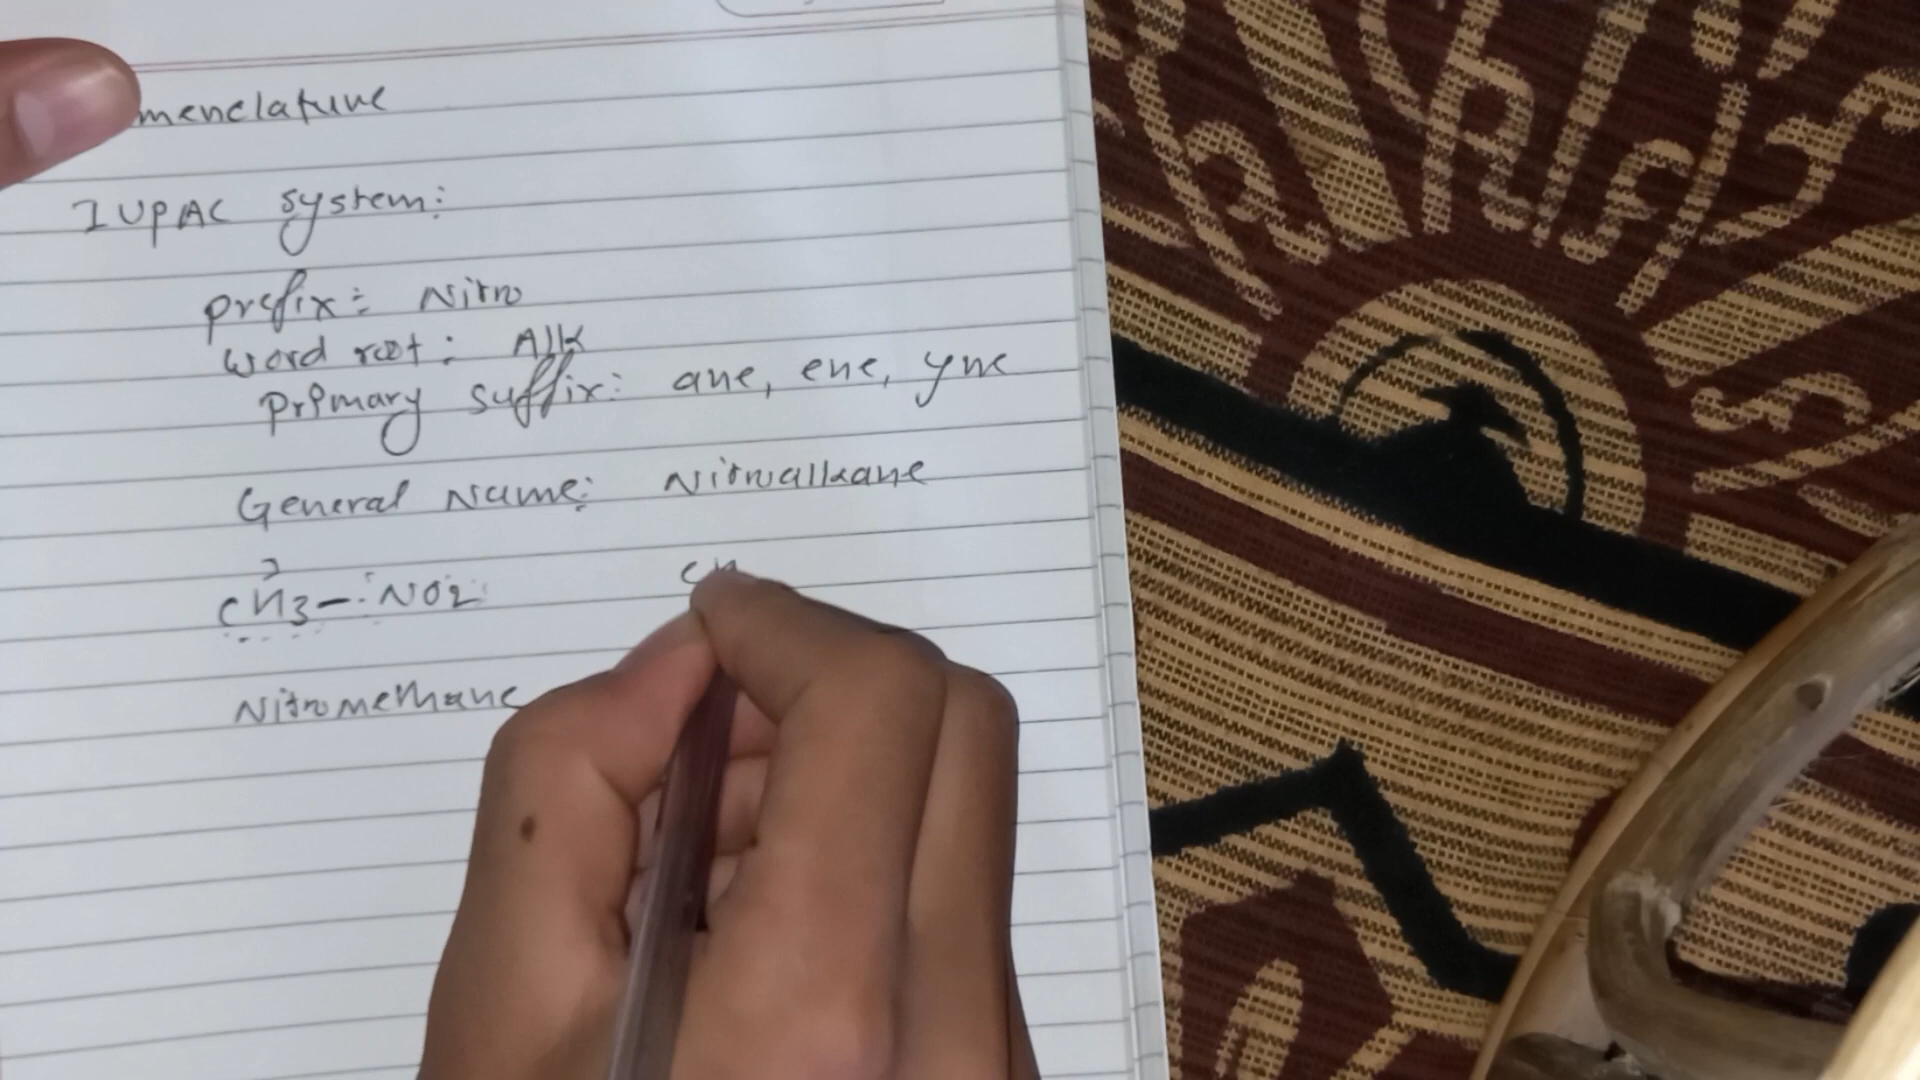 menclature
IUPAC system:
prefix: Nitro
word root: Alk
Primary suffix: ane, ene, yne
General Name: Nitroalkane
CH3-NO2 CH
Nitromethane